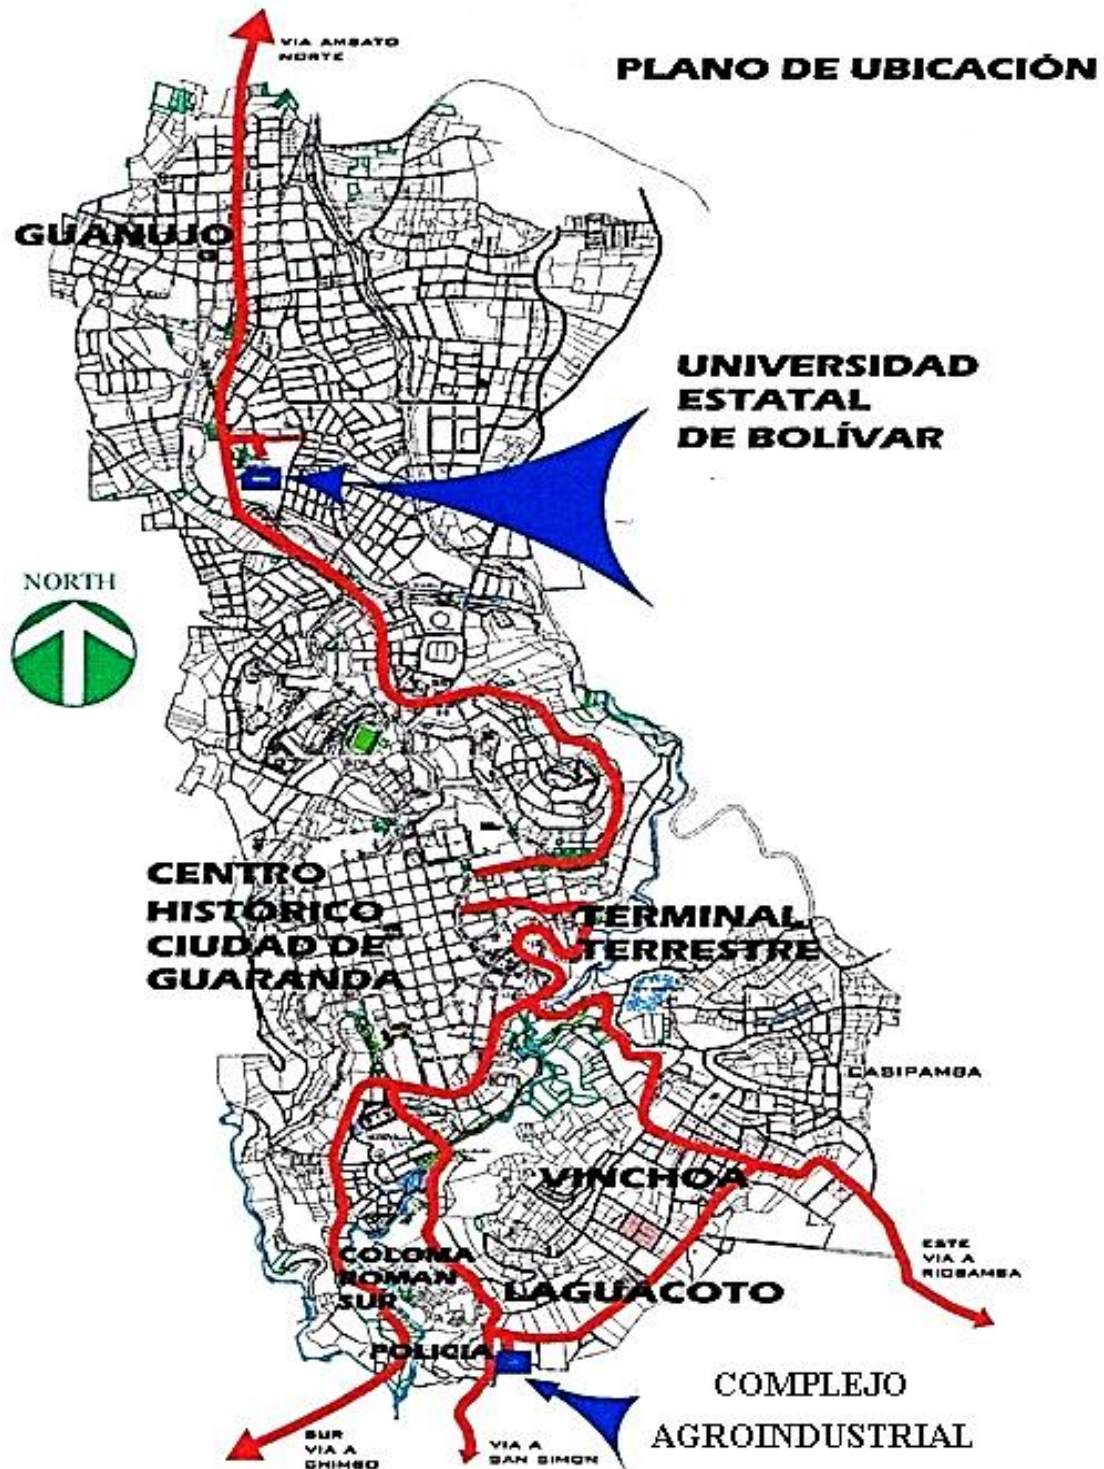 VIA AMBATO
NORTE
PLANO DE UBICACIÓN
GUANUJO
UNIVERSIDAD
ESTATAL
DE BOLÍVAR
NORTH
CENTRO
HISTORICO
CIUDAD DE
GUARANDA
TERMINAL
TERRESTRE
CASIPAMBA
VINCHOA
ESTE
VIA A
RIOBAMBA
COLOMA
ROMAN
SUR
LAGUACOTO
POLICIA
COMPLEJO
AGROINDUSTRIAL
SUR
VIA A
CHIMBO
VIA A
SAN SIMON